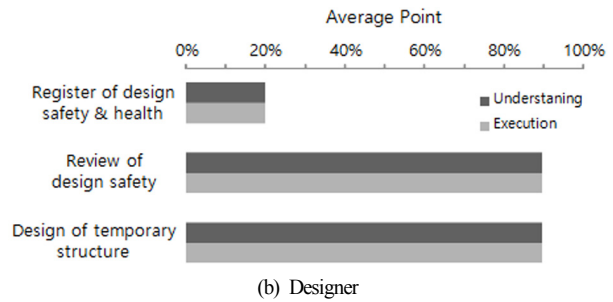 Average Point
0% 20% 40% 60% 80% 100%
Register of design
safety & health
Understaning
Execution
Review of
design safety
Design of temporary
structure
(b) Designer